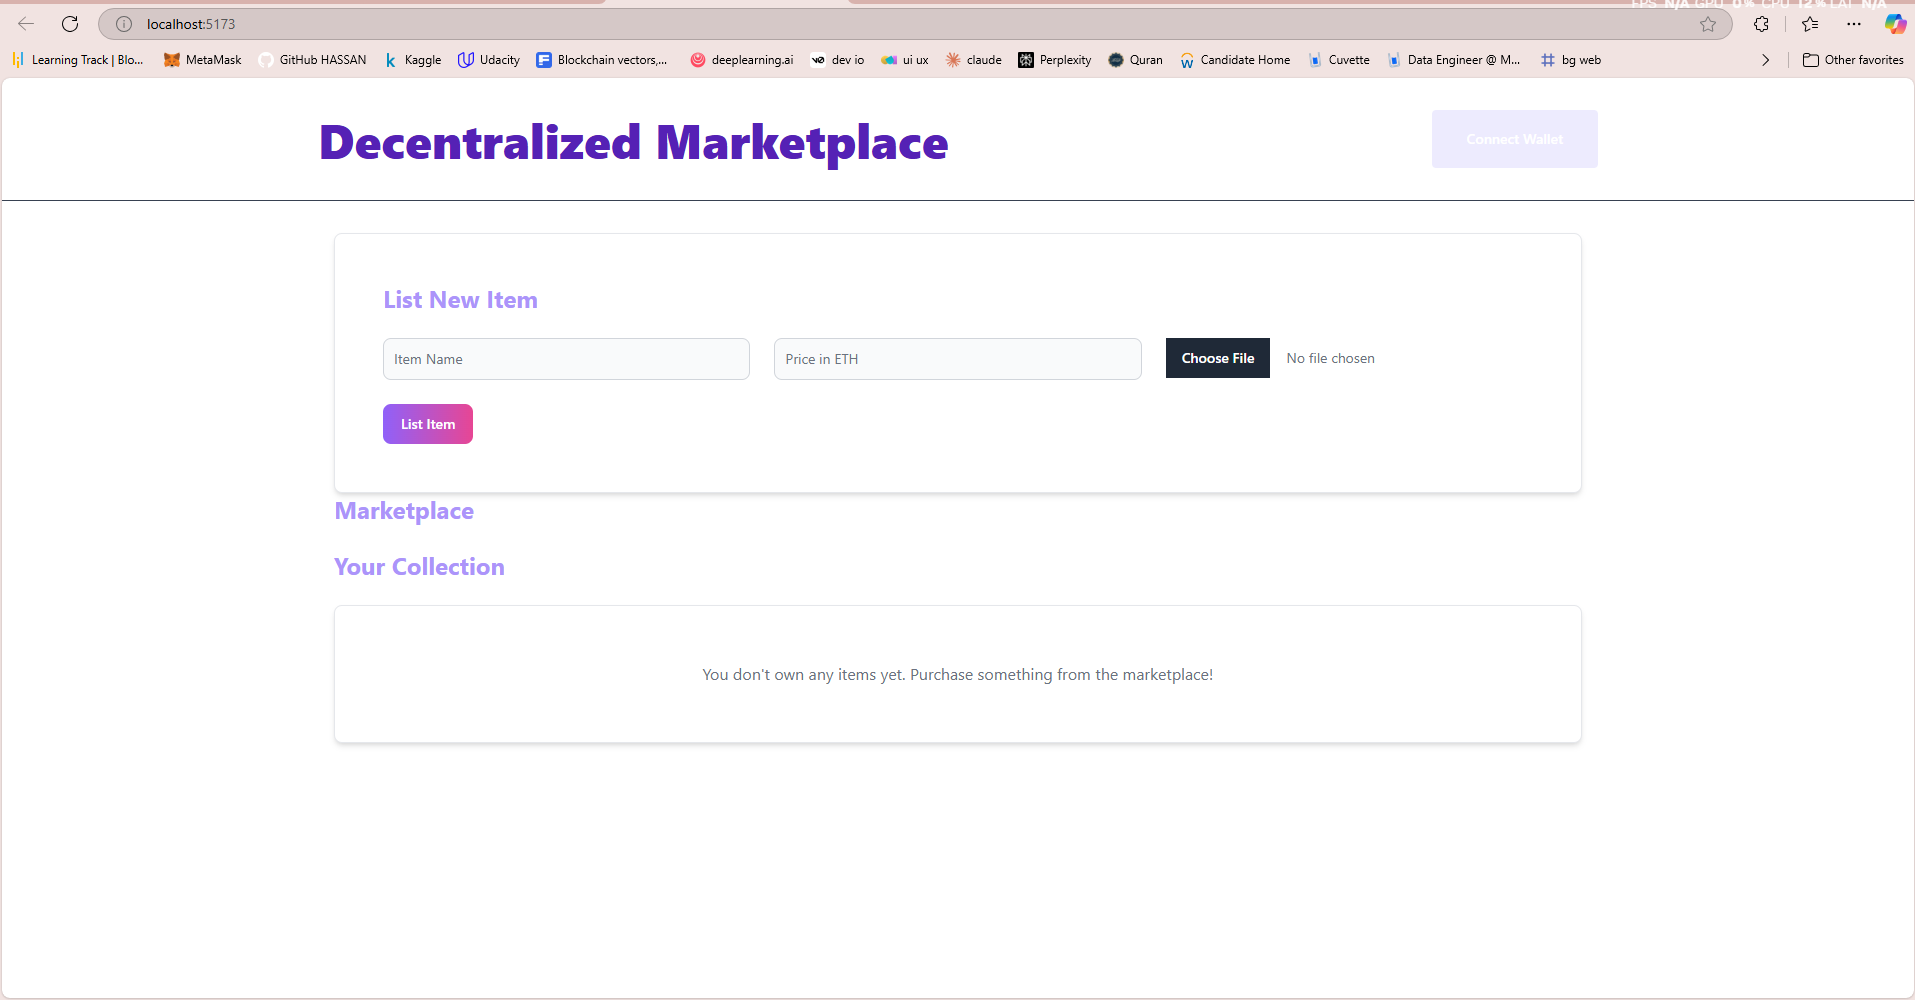 FPS N/A GPU 0% CPU 12% LAT N/A
localhost:5173
Learning Track | Blo... MetaMask GitHub HASSAN Kaggle Udacity Blockchain vectors,... deeplearning.ai dev io ui ux claude Perplexity Quran Candidate Home Cuvette Data Engineer @ M... bg web Other favorites
Decentralized Marketplace
Connect Wallet
List New Item
Item Name Price in ETH Choose File No file chosen
List Item
Marketplace
Your Collection
You don't own any items yet. Purchase something from the marketplace!